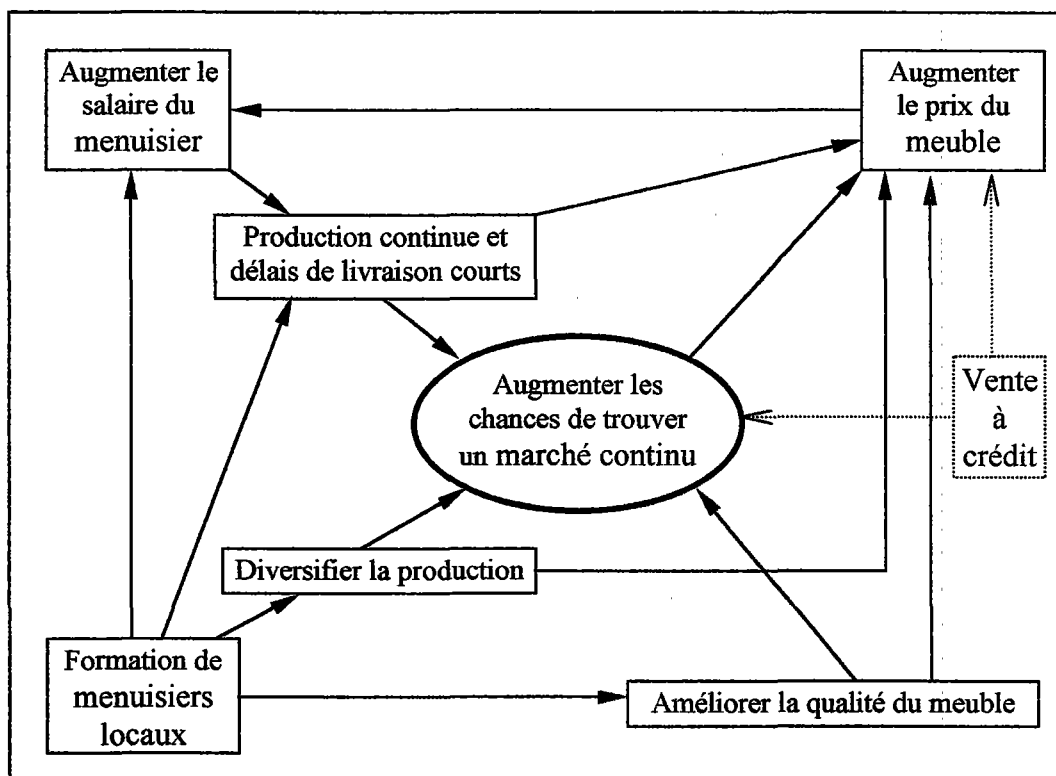 Augmenter le
salaire du
menuisier
Augmenter
le prix du
meuble
Production continue et
délais de livraison courts
Augmenter les
chances de trouver
un marché continu
Vente
à
crédit
Diversifier la production
Formation de
menuisiers
locaux
Améliorer la qualité du meuble